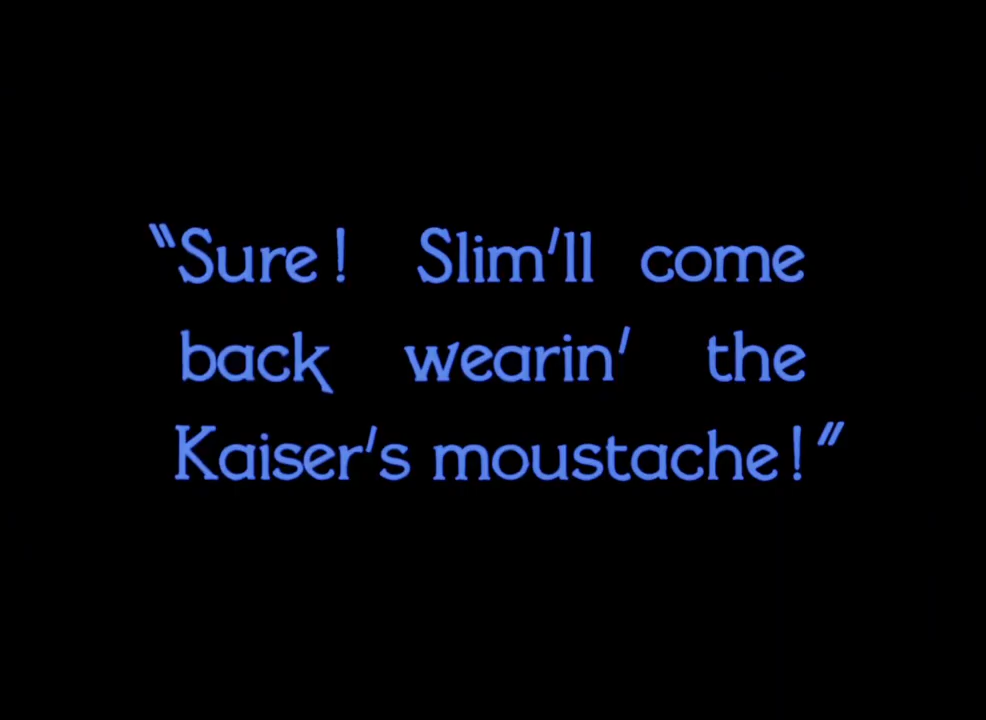 "Sure! Slim'll come
back wearin' the
Kaiser's moustache!"